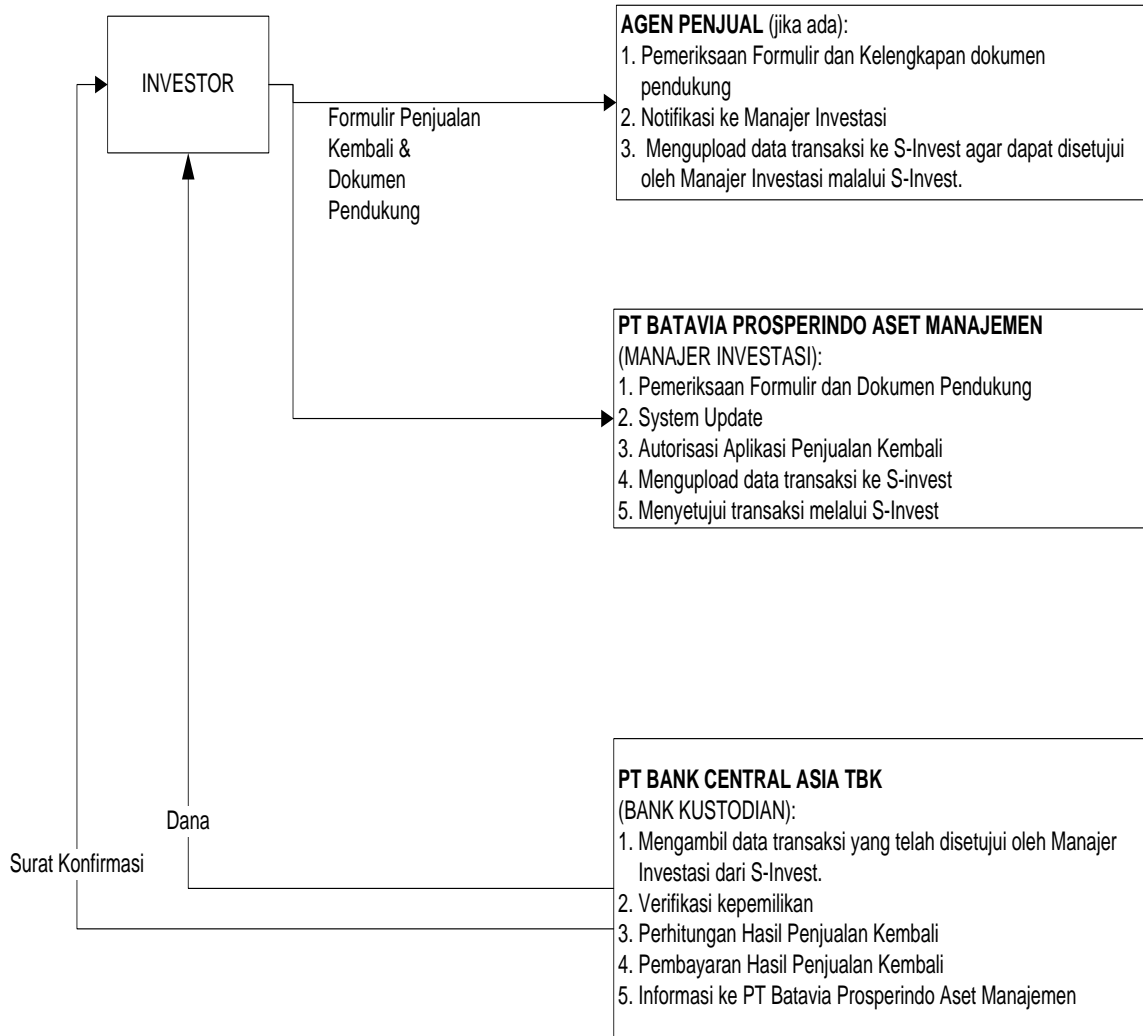 INVESTOR
Formulir Penjualan
Kembali &
Dokumen
Pendukung
AGEN PENJUAL (jika ada):
1. Pemeriksaan Formulir dan Kelengkapan dokumen
pendukung
2. Notifikasi ke Manajer Investasi
3. Mengupload data transaksi ke S-Invest agar dapat disetujui
oleh Manajer Investasi malalui S-Invest.
PT BATAVIA PROSPERINDO ASET MANAJEMEN
(MANAJER INVESTASI):
1. Pemeriksaan Formulir dan Dokumen Pendukung
2. System Update
3. Autorisasi Aplikasi Penjualan Kembali
4. Mengupload data transaksi ke S-invest
5. Menyetujui transaksi melalui S-Invest
PT BANK CENTRAL ASIA TBK
(BANK KUSTODIAN):
1. Mengambil data transaksi yang telah disetujui oleh Manajer
Investasi dari S-Invest.
2. Verifikasi kepemilikan
3. Perhitungan Hasil Penjualan Kembali
4. Pembayaran Hasil Penjualan Kembali
5. Informasi ke PT Batavia Prosperindo Aset Manajemen
Dana
Surat Konfirmasi